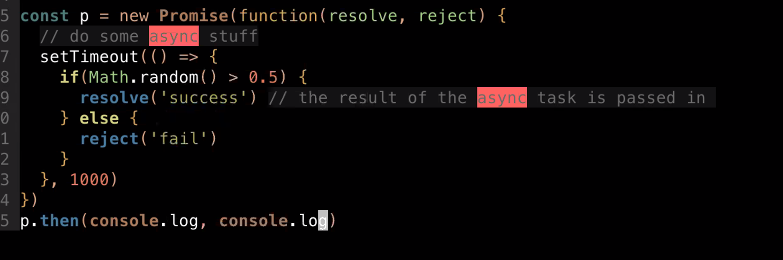 5 const p = new Promise(function(resolve, reject) {
6   // do some async stuff
7   setTimeout(() => {
8     if(Math.random() > 0.5) {
9       resolve('success') // the result of the async task is passed in
0     } else {
1       reject('fail')
2     }
3   }, 1000)
4 })
5 p.then(console.log, console.log)